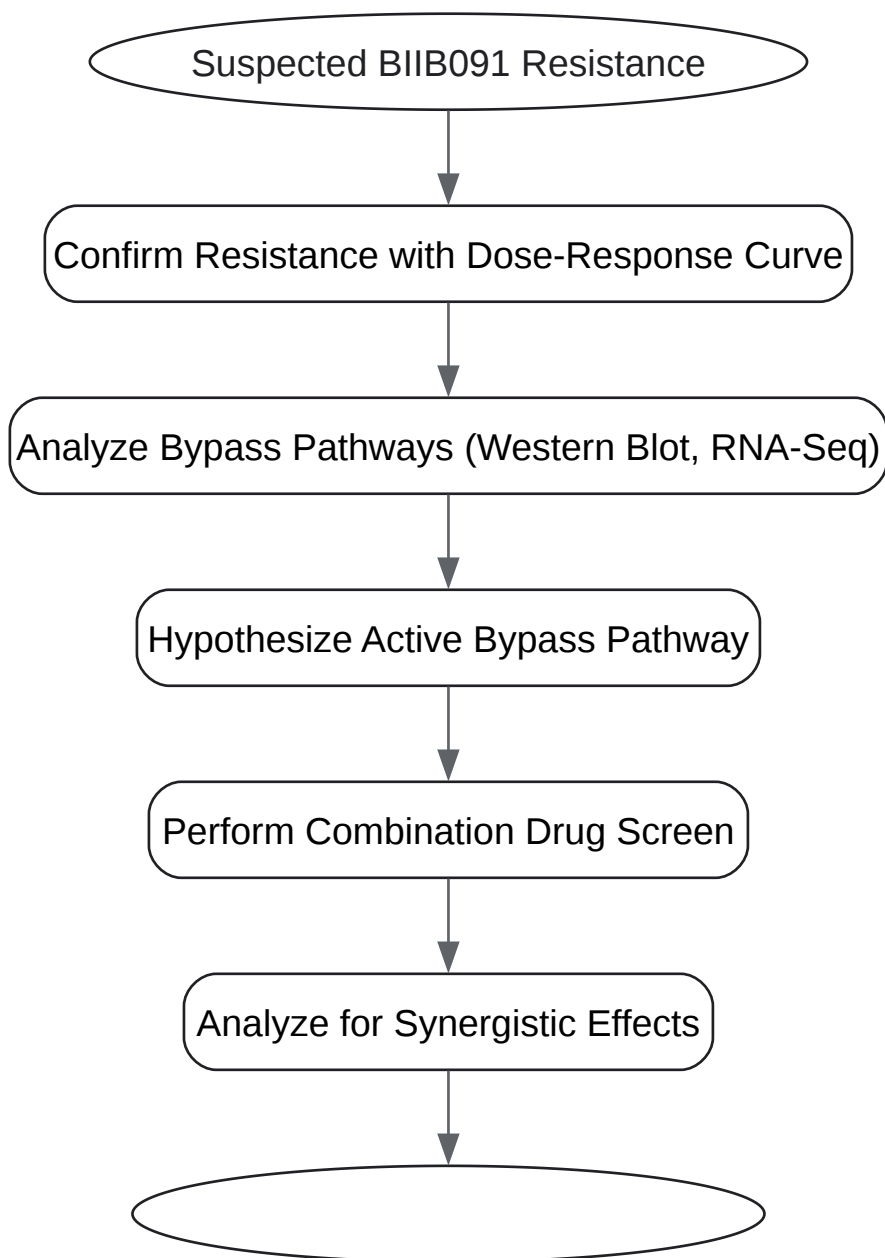 Suspected BIIB091 Resistance
Confirm Resistance with Dose-Response Curve
Analyze Bypass Pathways (Western Blot, RNA-Seq)
Hypothesize Active Bypass Pathway
Perform Combination Drug Screen
Analyze for Synergistic Effects